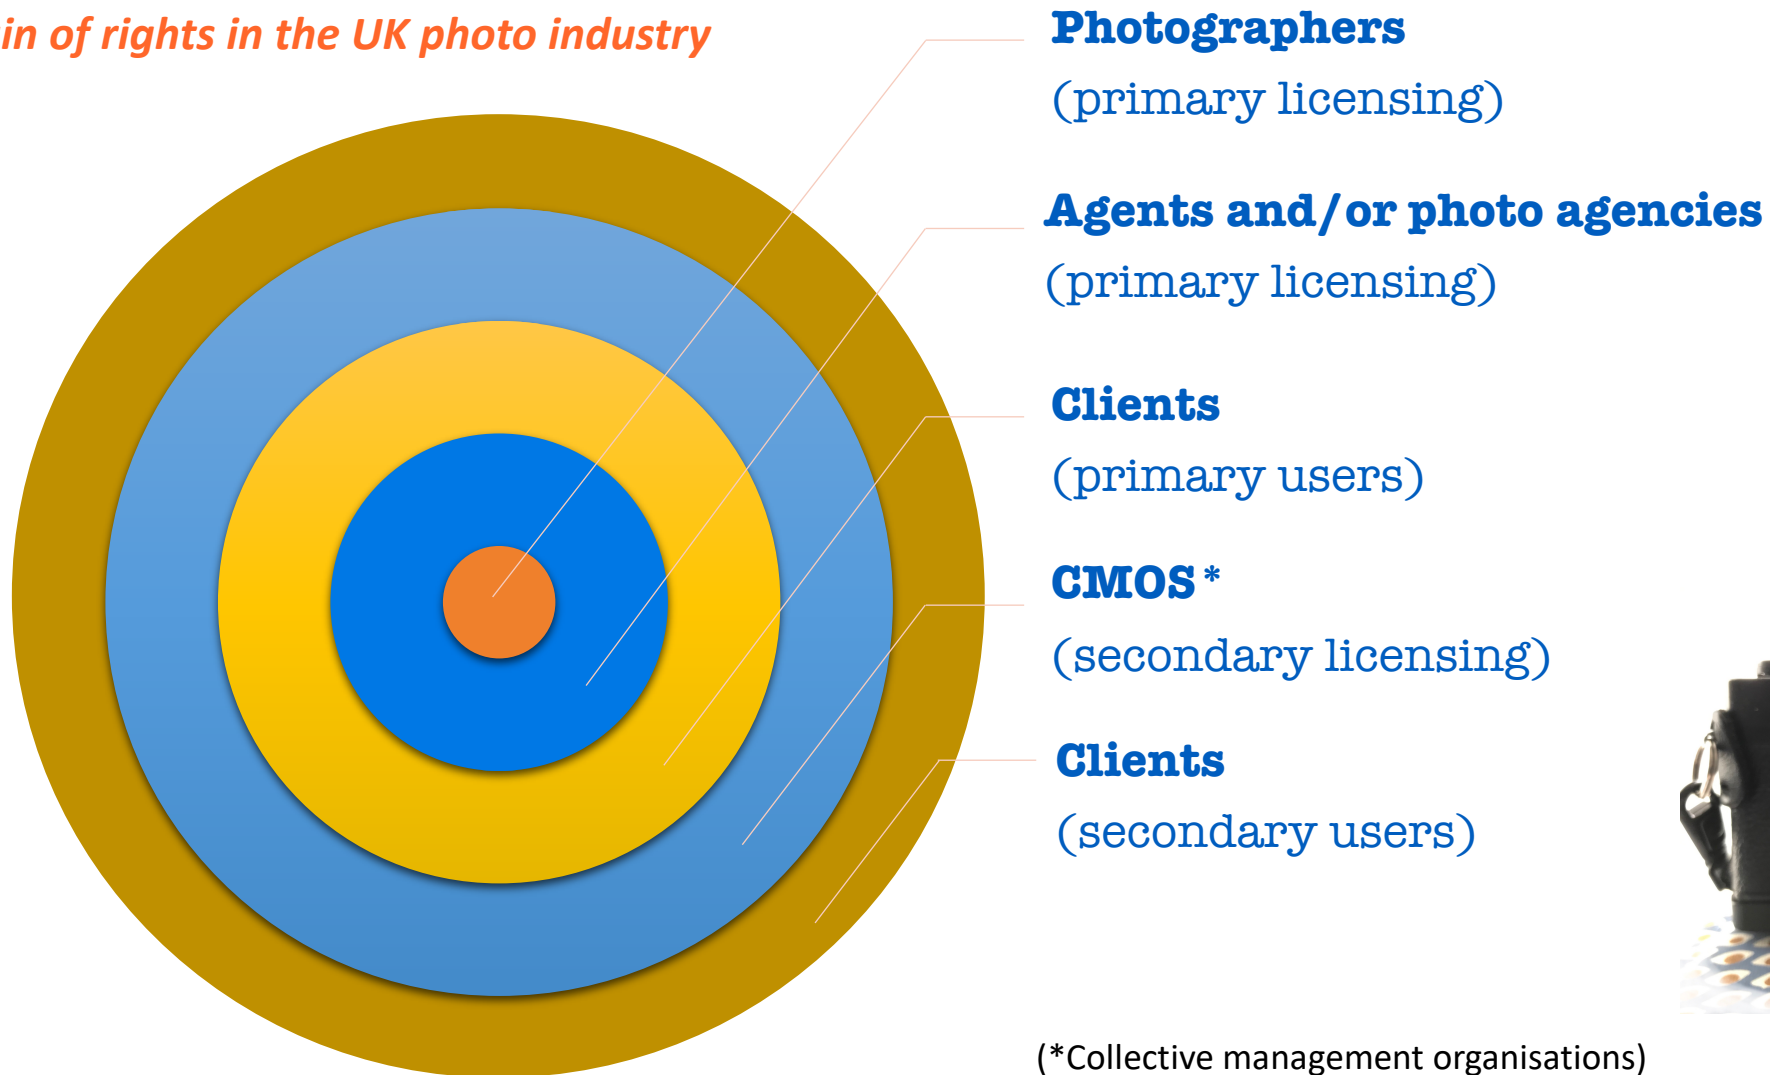 in of rights in the UK photo industry
Photographers
(primary licensing)
Agents and/or photo agencies
(primary licensing)
Clients
(primary users)
CMOS*
(secondary licensing)
Clients
(secondary users)
(*Collective management organisations)